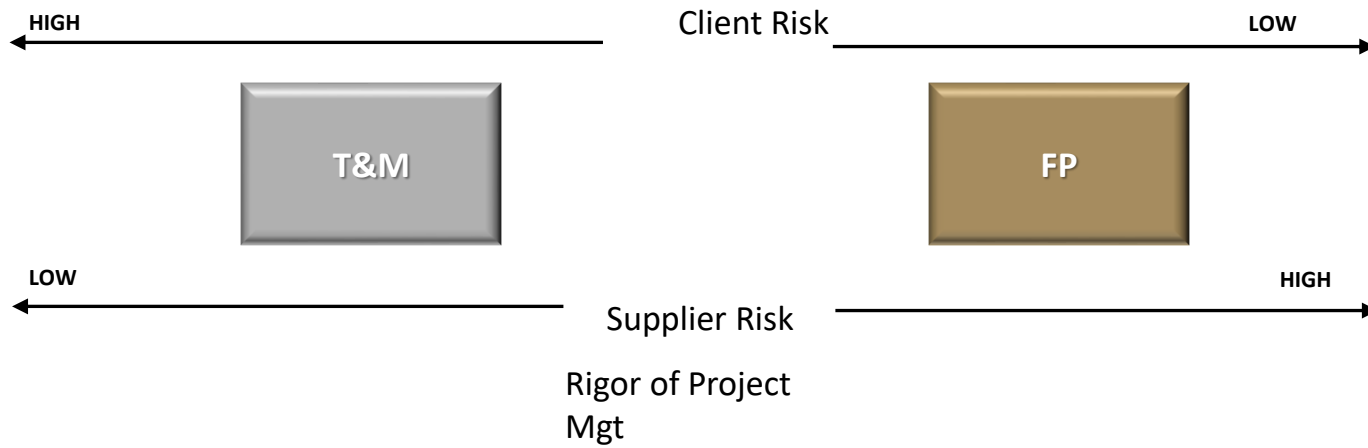 HIGH
Client Risk
LOW
T&M
FP
LOW
HIGH
Supplier Risk
Rigor of Project
Mgt